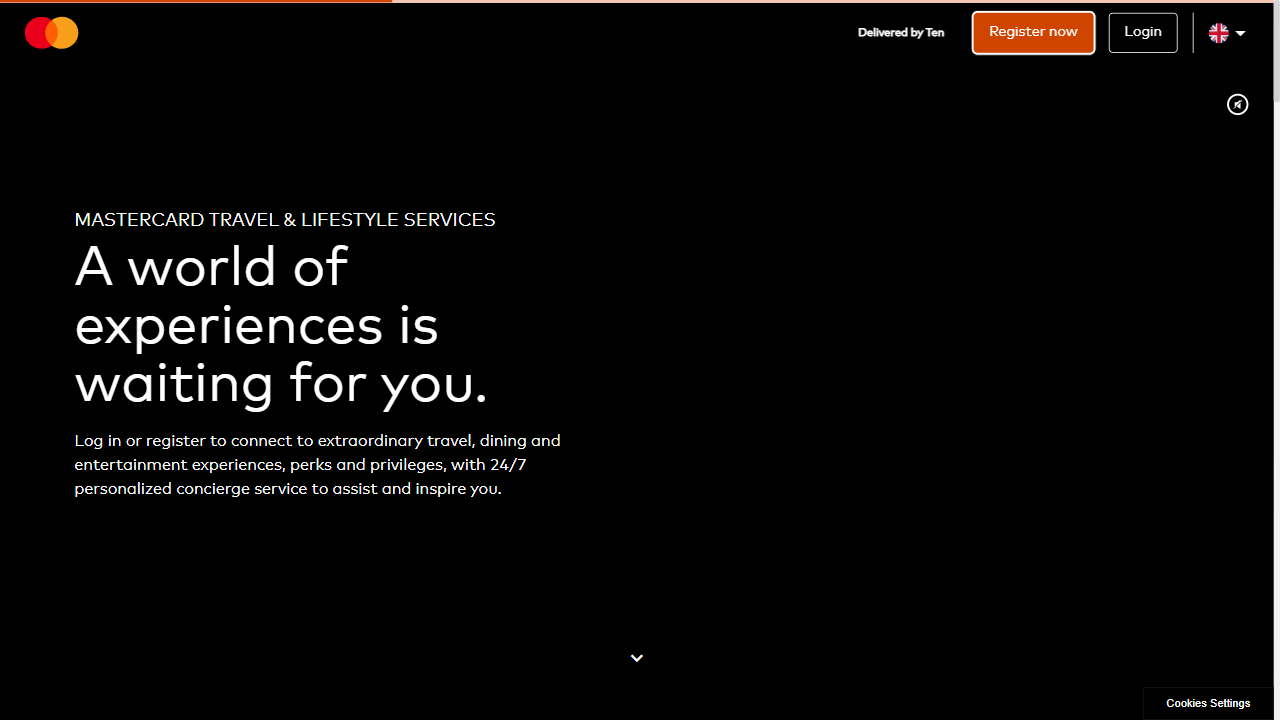 Delivered by Ten
Register now
Login
MASTERCARD TRAVEL & LIFESTYLE SERVICES
A world of
experiences is
waiting for you.
Log in or register to connect to extraordinary travel, dining and
entertainment experiences, perks and privileges, with 24/7
personalized concierge service to assist and inspire you.
Cookies Settings